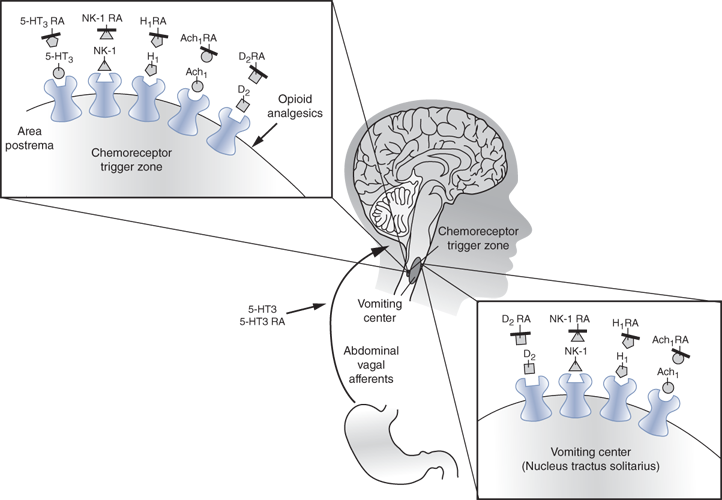 5-HT3 RA
NK-1 RA
H1RA
Ach1RA
D2RA
5-HT3
NK-1
H1
Ach1
D2
Opioid
analgesics
Area
postrema
Chemoreceptor
trigger zone
Chemoreceptor
trigger zone
5-HT3
5-HT3 RA
Vomiting
center
Abdominal
vagal
afferents
D2 RA
NK-1 RA
H1RA
Ach1RA
D2
NK-1
H1
Ach1
Vomiting center
(Nucleus tractus solitarius)